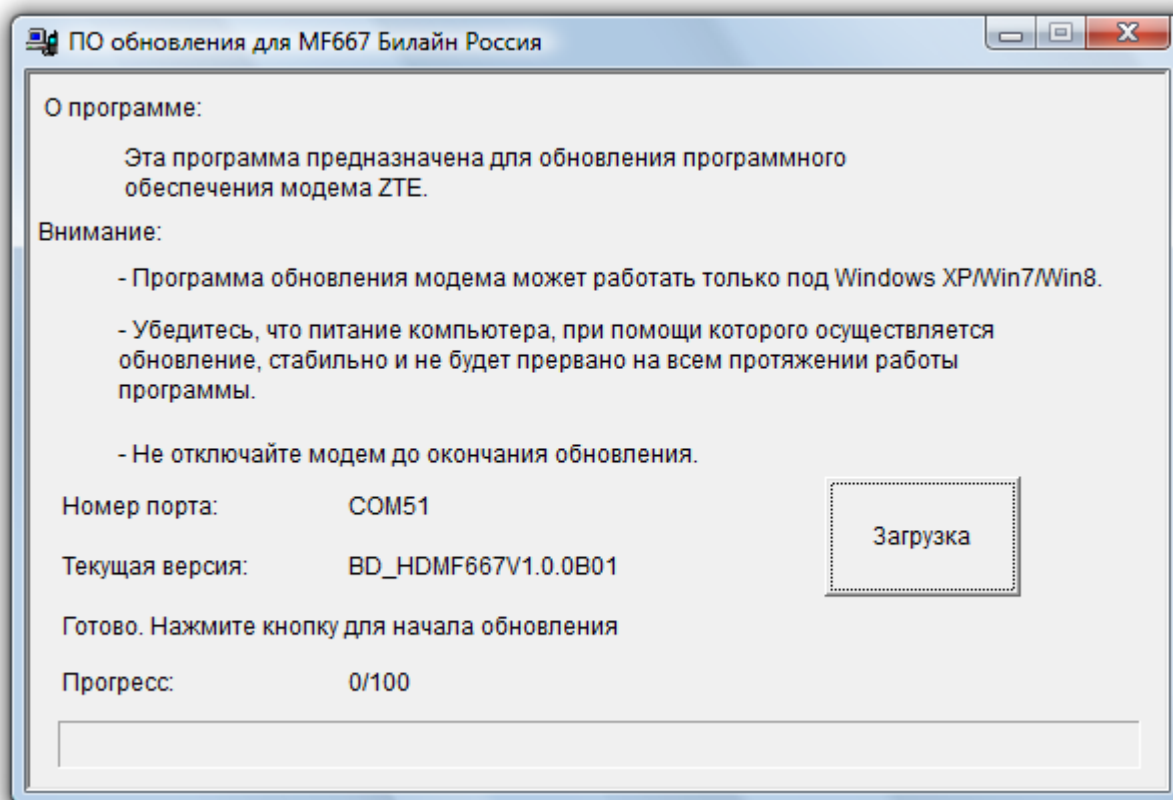 ПО обновления для MF667 Билайн Россия
О программе:
Эта программа предназначена для обновления программного
обеспечения модема ZTE.
Внимание:
- Программа обновления модема может работать только под Windows XP/Win7/Win8.
- Убедитесь, что питание компьютера, при помощи которого осуществляется
обновление, стабильно и не будет прервано на всем протяжении работы
программы.
- Не отключайте модем до окончания обновления.
Номер порта: COM51
Загрузка
Текущая версия: BD_HDMF667V1.0.0B01
Готово. Нажмите кнопку для начала обновления
Прогресс: 0/100